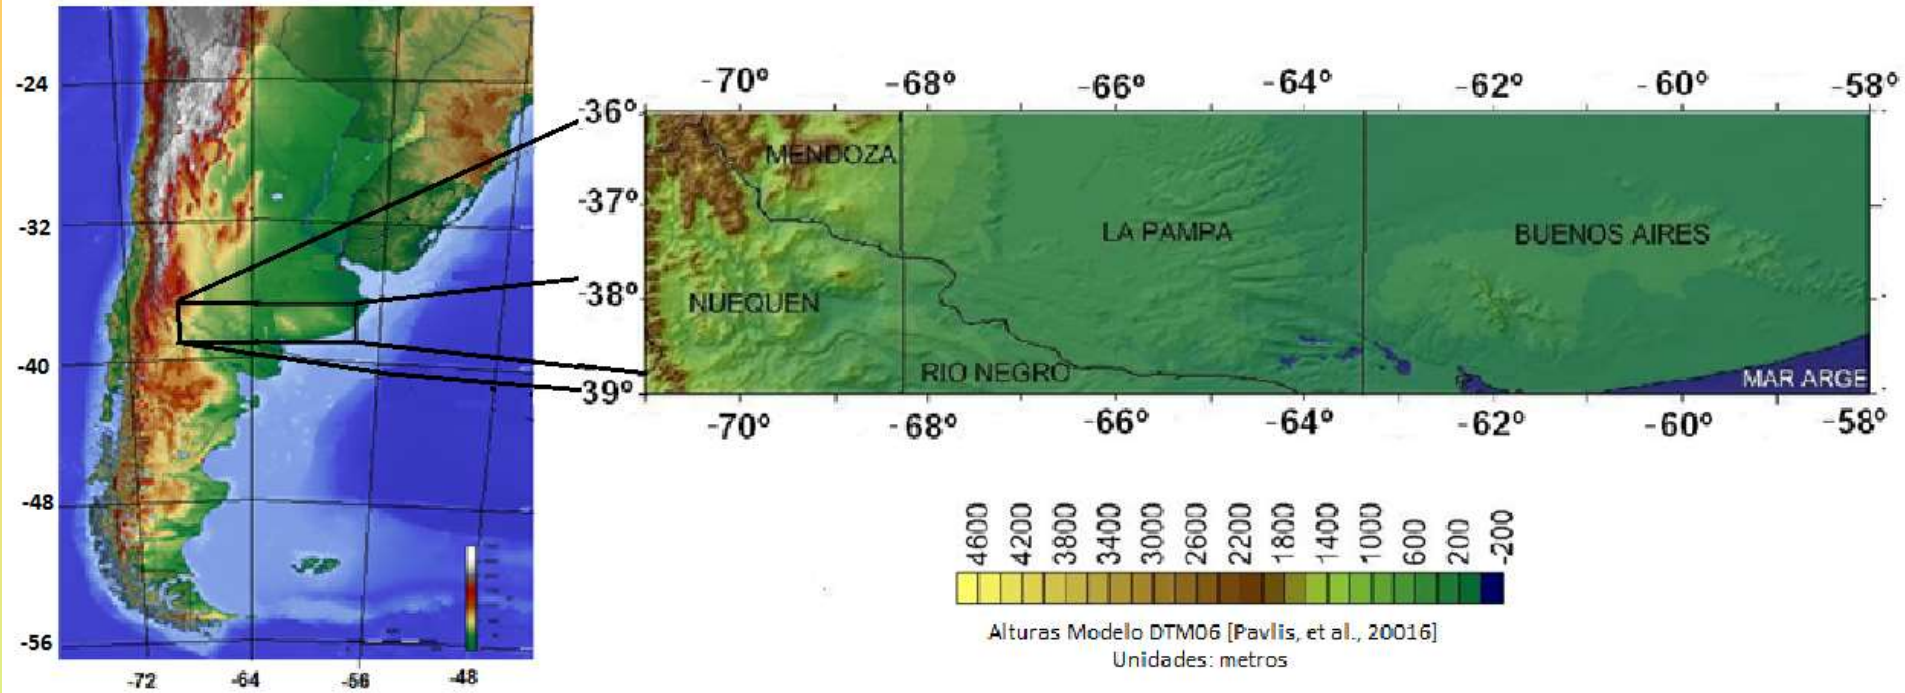 -24
-32
-40
-48
-56
-72 -64 -56 -48
-70° -68° -66° -64° -62° -60° -58°
-36°
-37°
-38°
-39°
MENDOZA
LA PAMPA
BUENOS AIRES
NUEQUEN
RIO NEGRO
MAR ARGE
-70° -68° -66° -64° -62° -60° -58°
4600 4200 3800 3400 3000 2600 2200 1800 1400 1000 600 200 -200
Alturas Modelo DTM06 [Pavlis, et al., 20016]
Unidades: metros